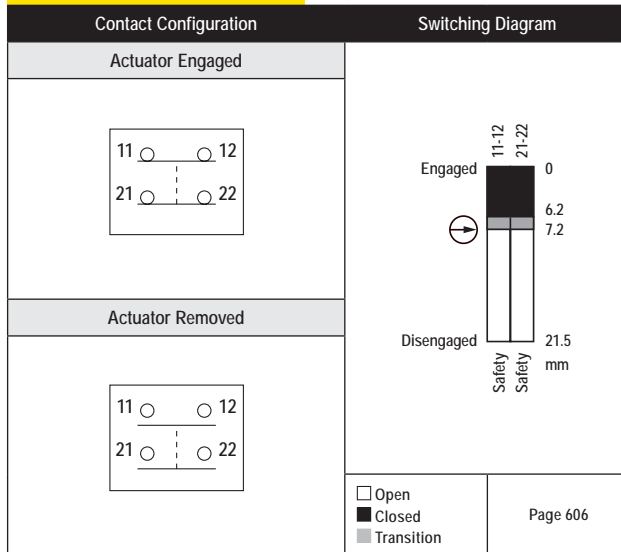 Contact Configuration
Switching Diagram
Actuator Engaged
11 12
21 22
Actuator Removed
11 12
21 22
11-12
21-22
Engaged 0
6.2
7.2
Disengaged 21.5
mm
Safety
Safety
Open
Closed
Transition
Page 606